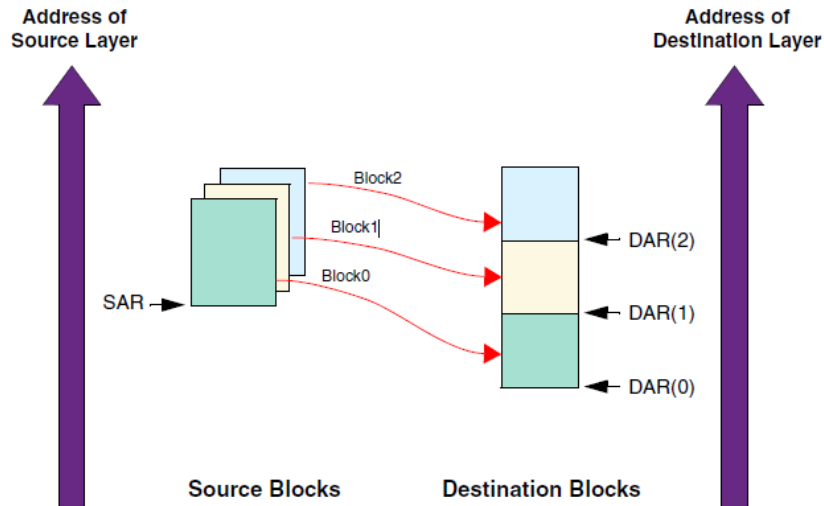 Address of
Source Layer
Address of
Destination Layer
Block2
Block1
Block0
SAR
DAR(2)
DAR(1)
DAR(0)
Source Blocks
Destination Blocks